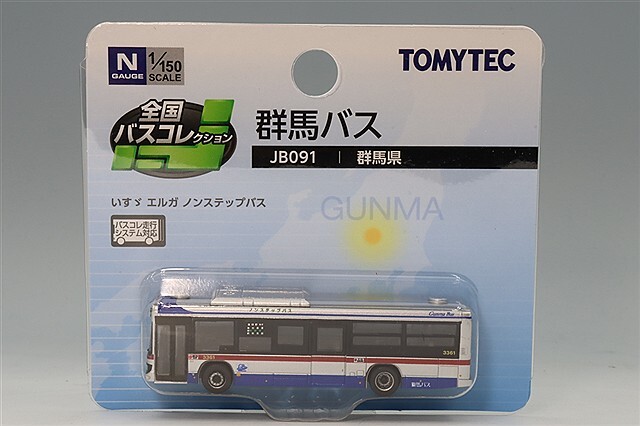 N
GAUGE
1/150
SCALE
TOMYTEC
全国
バスコレクション
群馬バス
JB091 | 群馬県
いすゞ エルガ ノンステップバス
バスコレ走行
システム対応
GUNMA
ノンステップバス
Gunma Bus
3361
3361
群馬バス